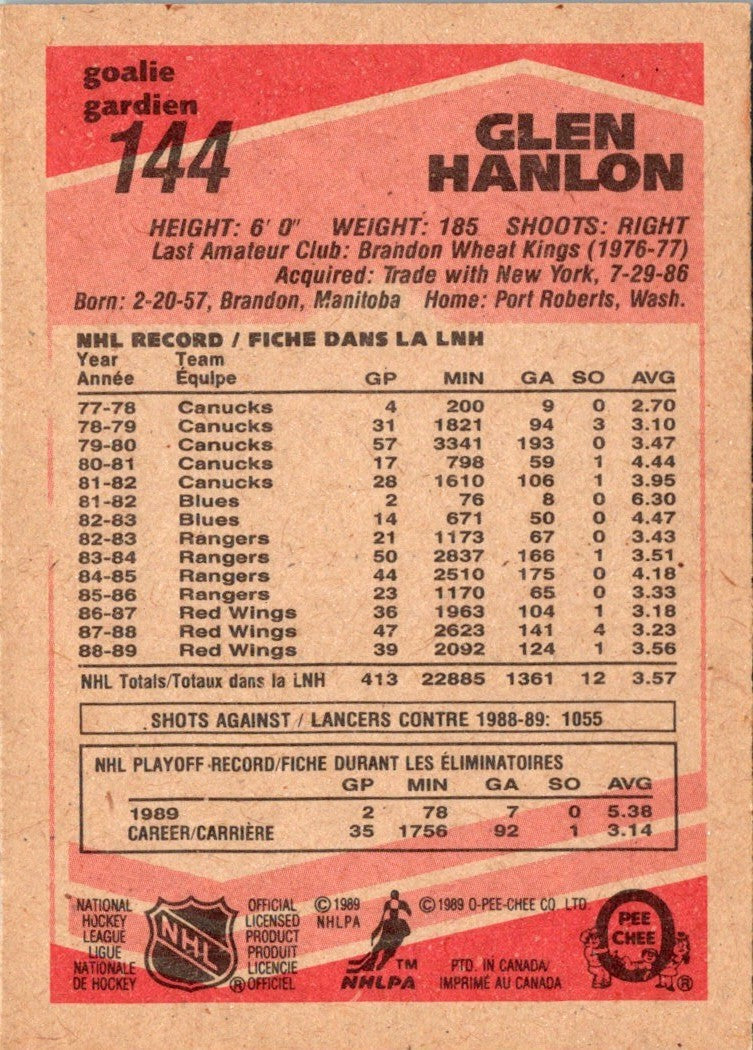 goalie
gardien
144
GLEN
HANLON
HEIGHT: 6' 0" WEIGHT: 185 SHOOTS: RIGHT
Last Amateur Club: Brandon Wheat Kings (1976-77)
Acquired: Trade with New York, 7-29-86
Born: 2-20-57, Brandon, Manitoba Home: Port Roberts, Wash.
NHL RECORD / FICHE DANS LA LNH
Year Team
Année Équipe GP MIN GA SO AVG
77-78 Canucks 4 200 9 0 2.70
78-79 Canucks 31 1821 94 3 3.10
79-80 Canucks 57 3341 193 0 3.47
80-81 Canucks 17 798 59 1 4.44
81-82 Canucks 28 1610 106 1 3.95
81-82 Blues 2 76 8 0 6.30
82-83 Blues 14 671 50 0 4.47
82-83 Rangers 21 1173 67 0 3.43
83-84 Rangers 50 2837 166 1 3.51
84-85 Rangers 44 2510 175 0 4.18
85-86 Rangers 23 1170 65 0 3.33
86-87 Red Wings 36 1963 104 1 3.18
87-88 Red Wings 47 2623 141 4 3.23
88-89 Red Wings 39 2092 124 1 3.56
NHL Totals/Totaux dans la LNH 413 22885 1361 12 3.57
SHOTS AGAINST / LANCERS CONTRE 1988-89: 1055
NHL PLAYOFF RECORD/FICHE DURANT LES ÉLIMINATOIRES
GP MIN GA SO AVG
1989 2 78 7 0 5.38
CAREER/CARRIÈRE 35 1756 92 1 3.14
NATIONAL
HOCKEY
LEAGUE
LIGUE
NATIONALE
DE HOCKEY
NHL
®
OFFICIAL
LICENSED
PRODUCT
PRODUIT
LICENCIE
OFFICIEL
© 1989
NHLPA
TM
NHLPA
© 1989 O-PEE-CHEE CO. LTD.
PTD. IN CANADA/
IMPRIMÉ AU CANADA
O
PEE
CHEE
®